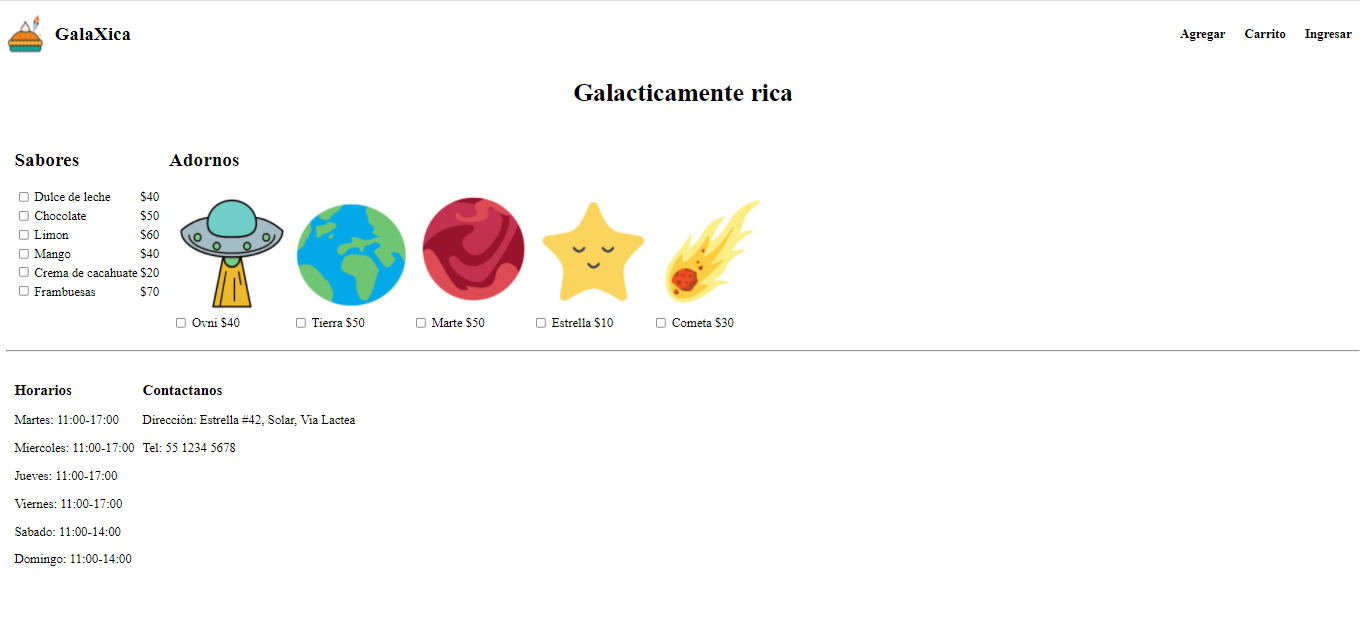 GalaXica
Agregar Carrito Ingresar
Galacticamente rica
Sabores
Dulce de leche $40
Chocolate $50
Limon $60
Mango $40
Crema de cacahuate $20
Frambuesas $70
Adornos
Ovni $40
Tierra $50
Marte $50
Estrella $10
Cometa $30
Horarios
Martes: 11:00-17:00
Miercoles: 11:00-17:00
Jueves: 11:00-17:00
Viernes: 11:00-17:00
Sabado: 11:00-14:00
Domingo: 11:00-14:00
Contactanos
Dirección: Estrella #42, Solar, Via Lactea
Tel: 55 1234 5678